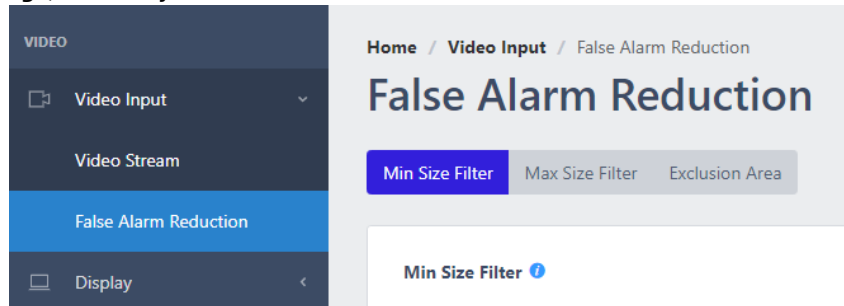 VIDEO
Video Input
Video Stream
False Alarm Reduction
Display
Home / Video Input / False Alarm Reduction
False Alarm Reduction
Min Size Filter Max Size Filter Exclusion Area
Min Size Filter